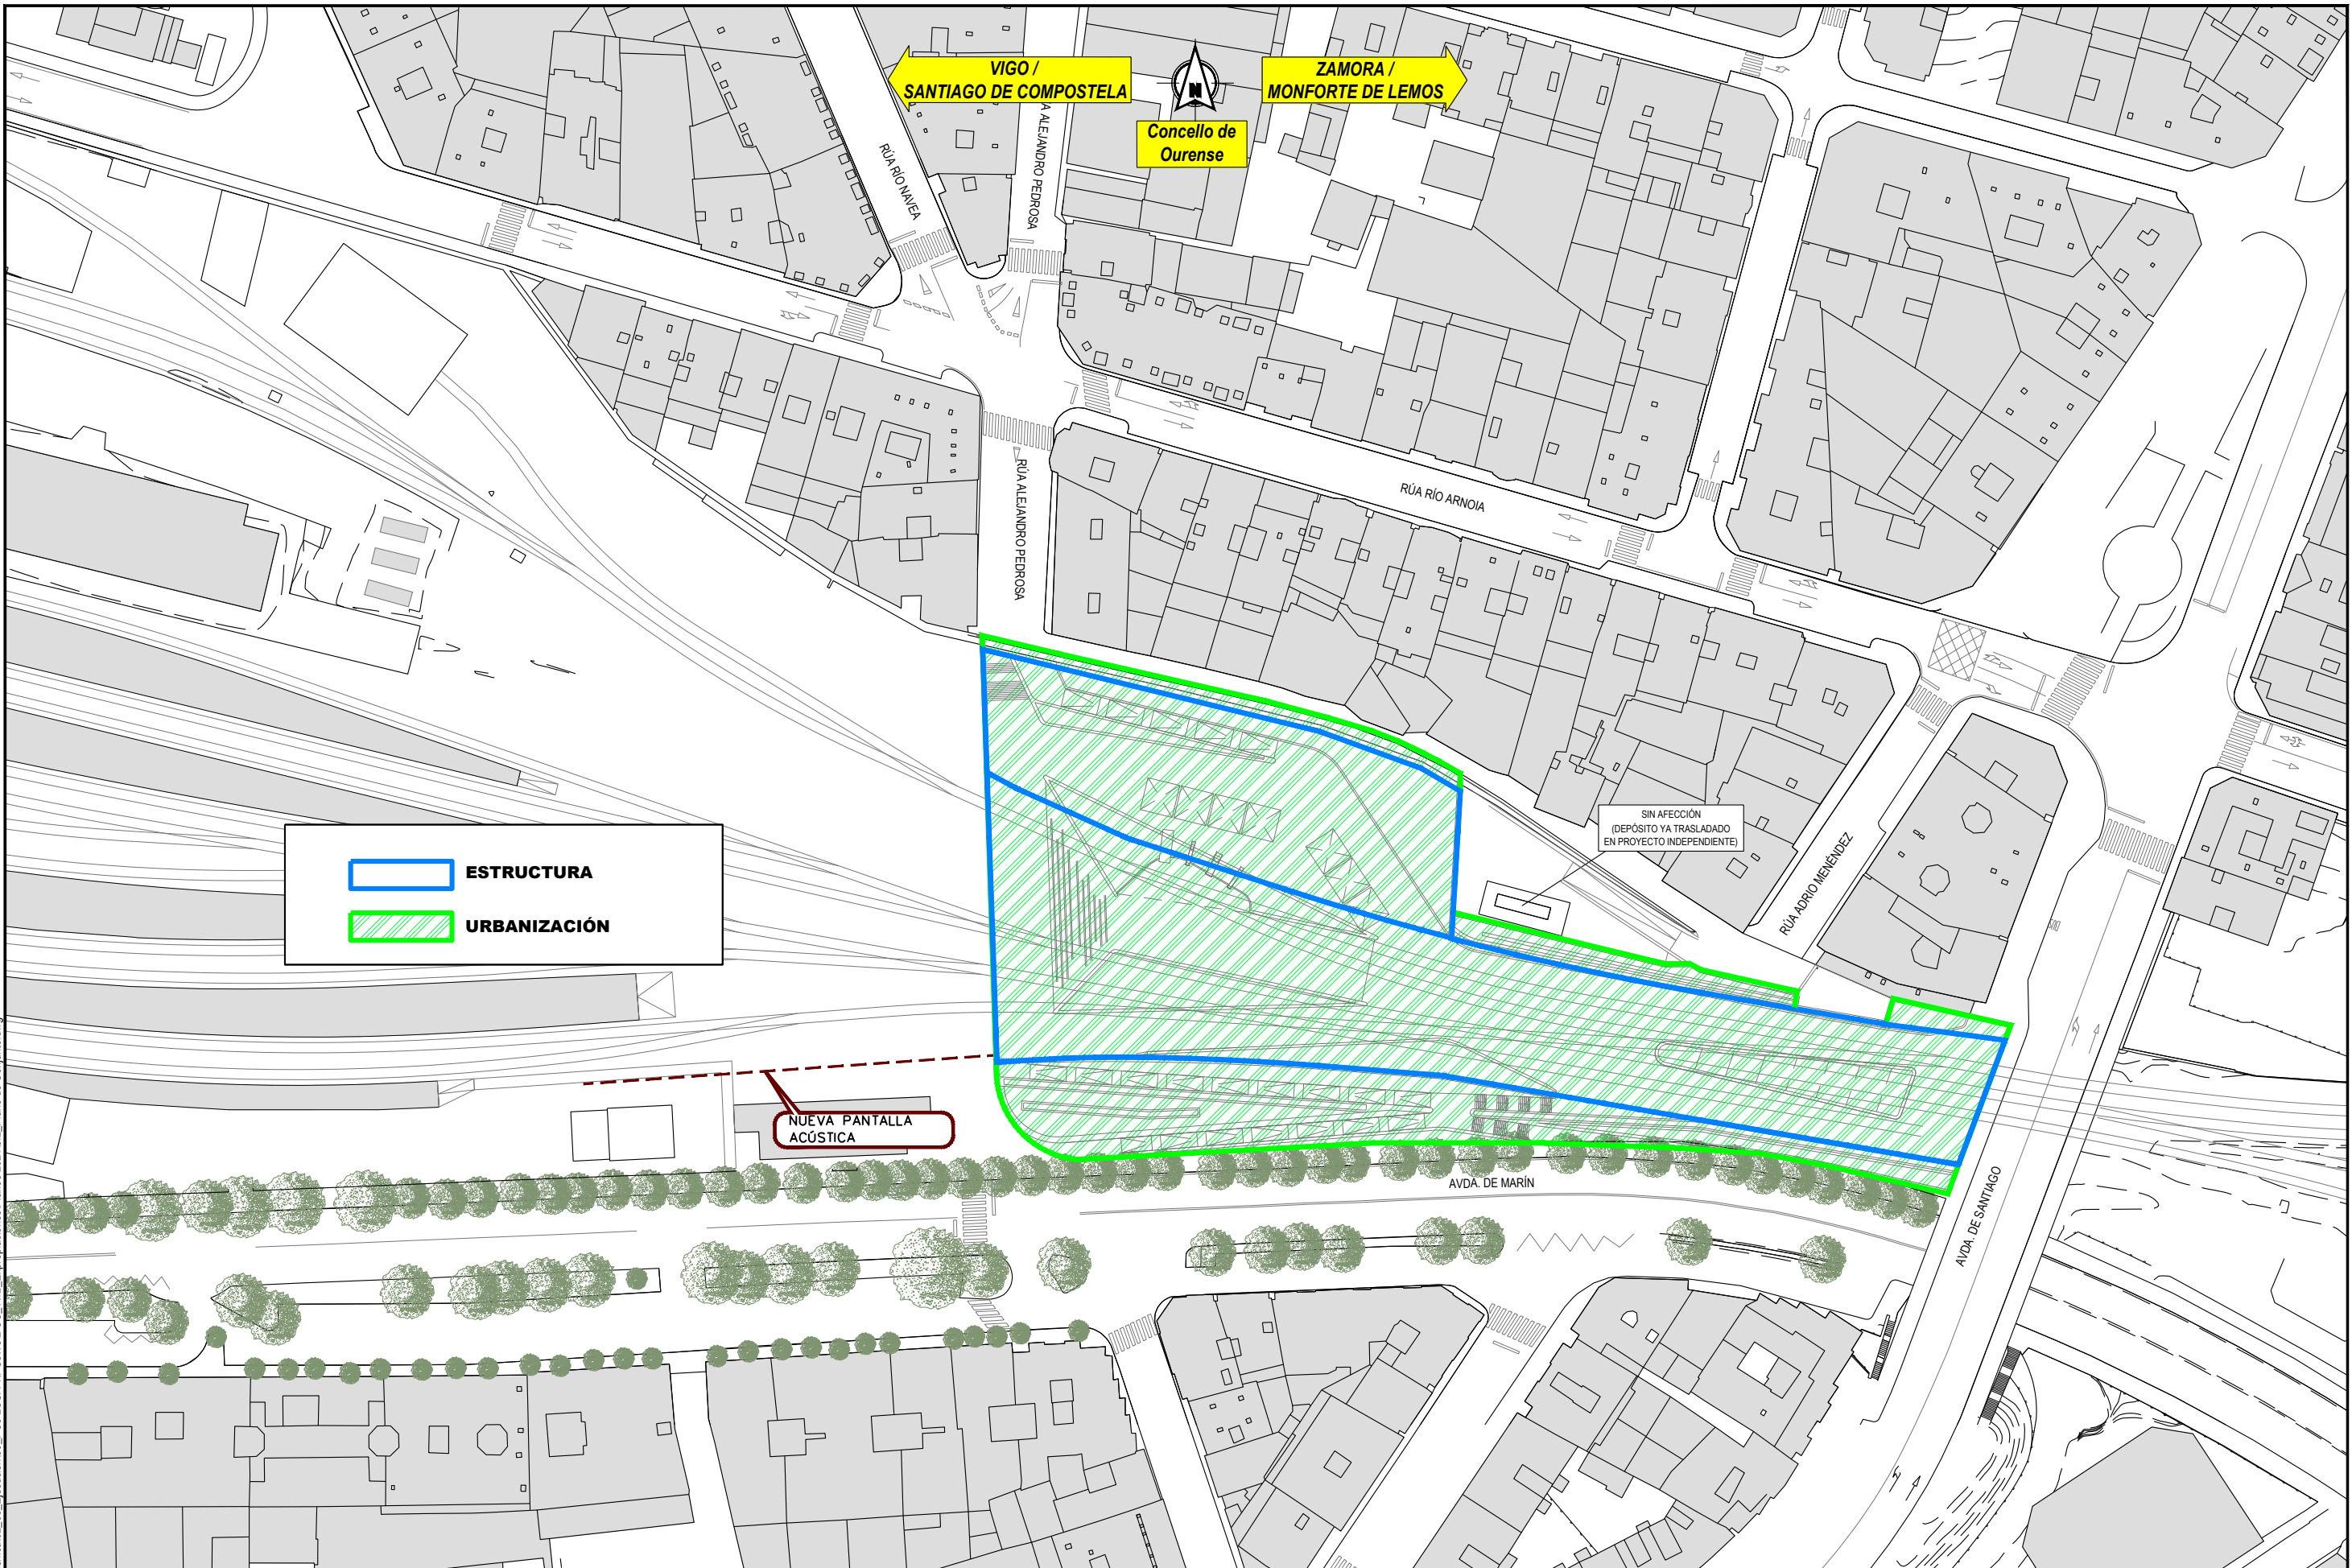 VIGO /
SANTIAGO DE COMPOSTELA
N
ZAMORA /
MONFORTE DE LEMOS
Concello de
Ourense
RÚA RÍO NAVEA
A ALEJANDRO PEDROSA
RÚA ALEJANDRO PEDROSA
RÚA RÍO ARNOIA
SIN AFECCIÓN
(DEPÓSITO YA TRASLADADO
EN PROYECTO INDEPENDIENTE)
RÚA ADRIO MENÉNDEZ
ESTRUCTURA
URBANIZACIÓN
NUEVA PANTALLA
ACÚSTICA
AVDA. DE MARÍN
AVDA. DE SANTIAGO